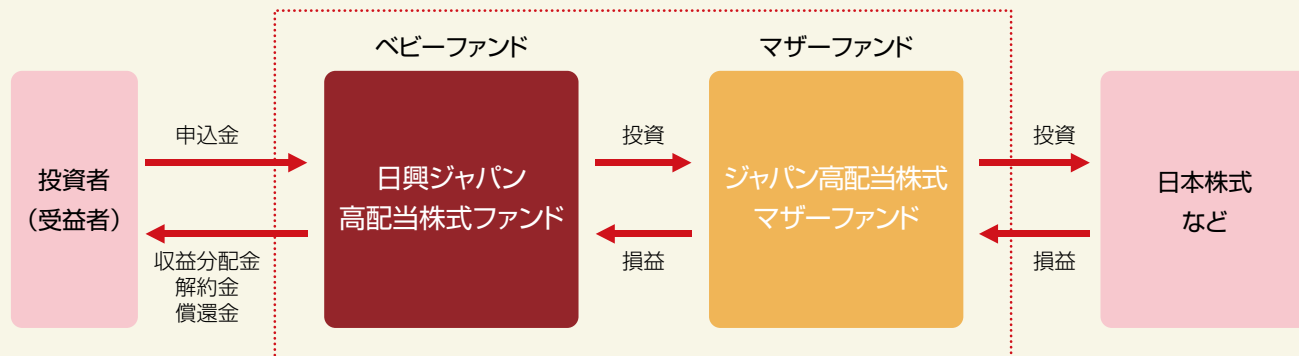 ベビーファンド
マザーファンド
投資者
（受益者）
申込金
収益分配金
解約金
償還金
日興ジャパン
高配当株式ファンド
投資
損益
ジャパン高配当株式
マザーファンド
投資
損益
日本株式
など